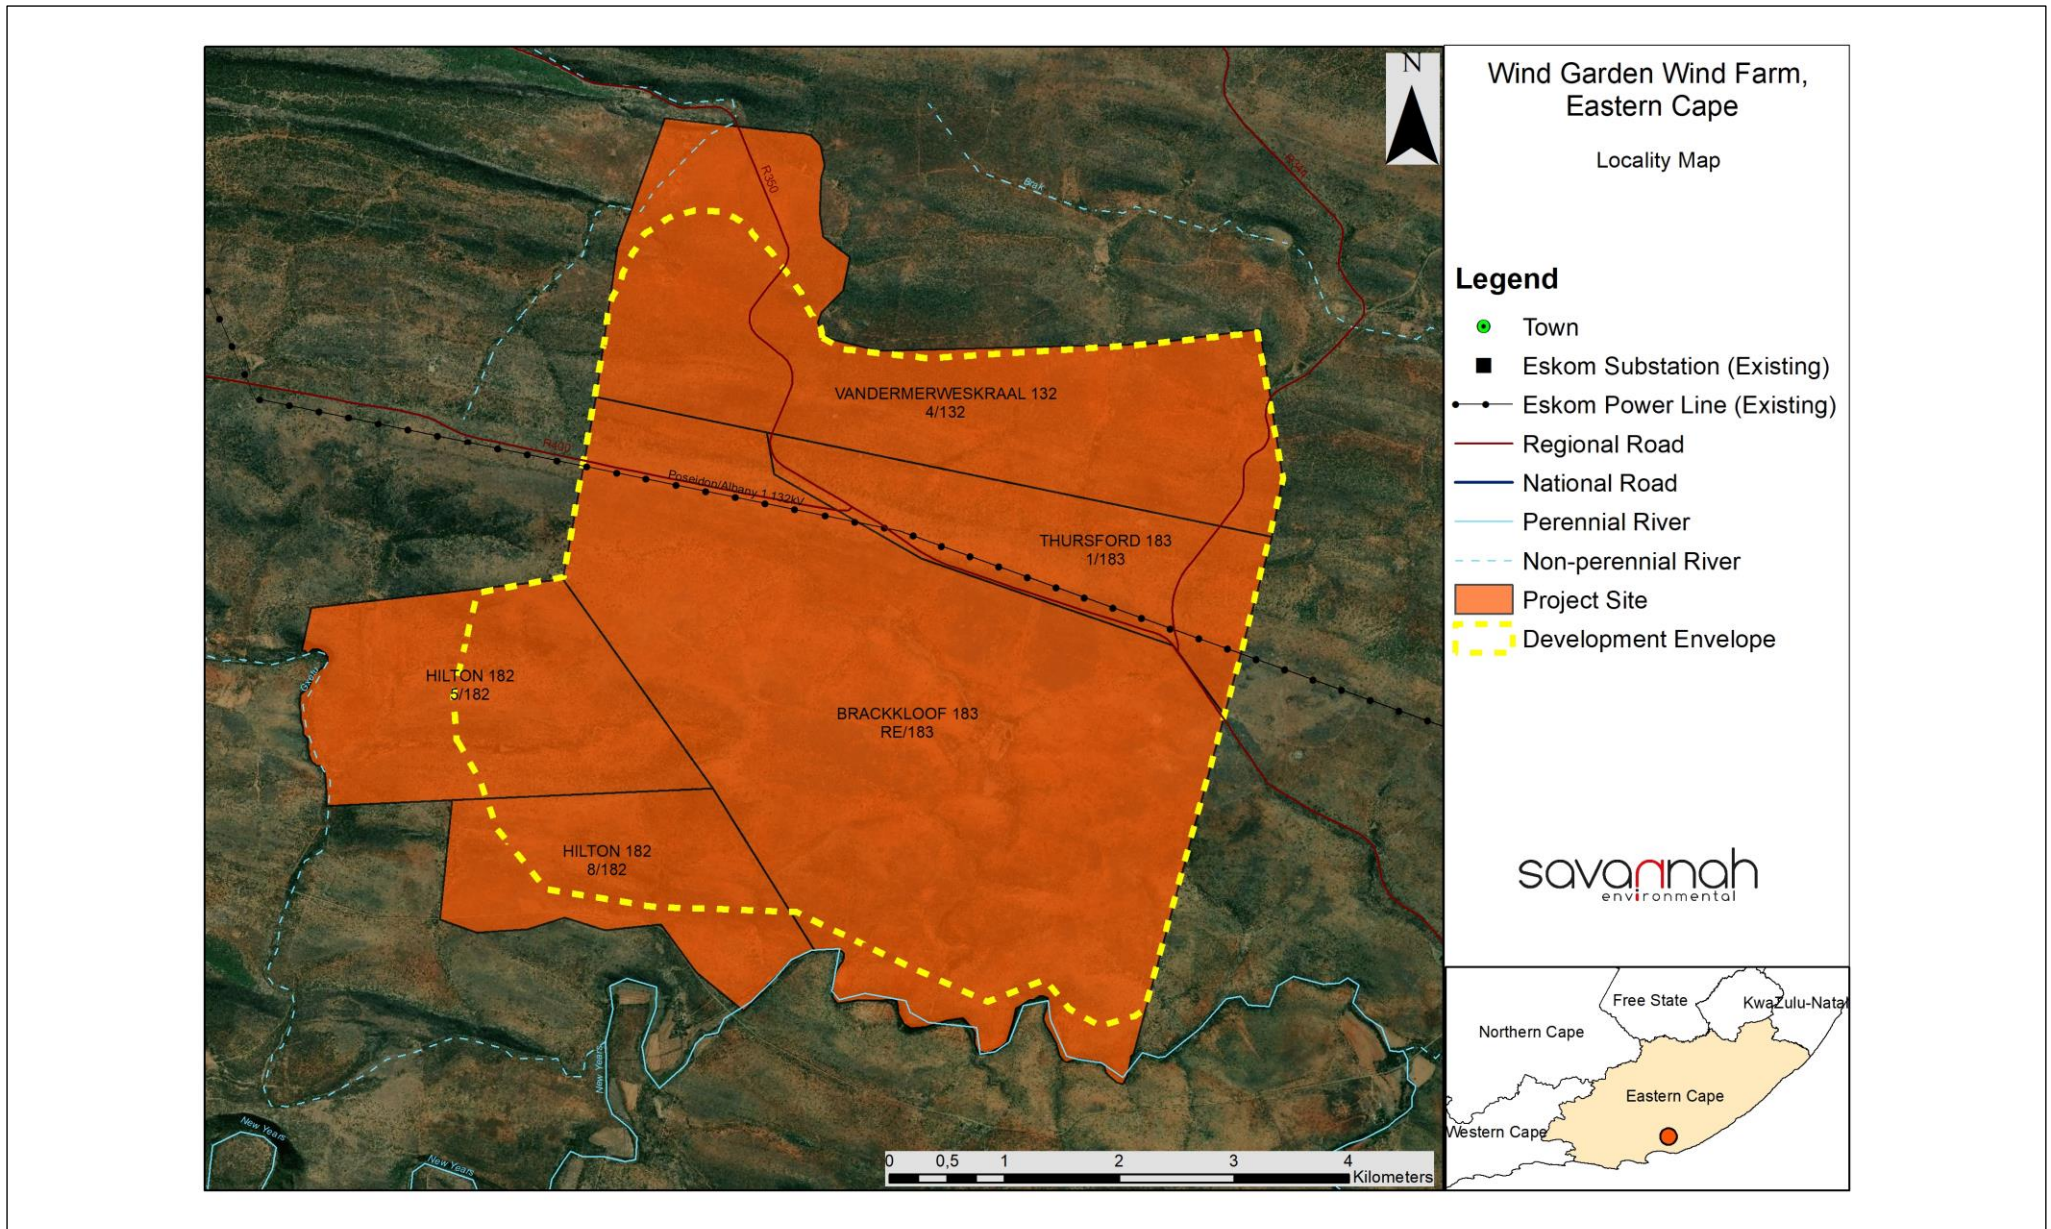 Wind Garden Wind Farm,
Eastern Cape
Locality Map
N
R350
R344
Brak
VANDERMERWESKRAAL 132
4/132
R400
Poseidon/Albany 1 132kV
THURSFORD 183
1/183
HILTON 182
5/182
BRACKKLOOF 183
RE/183
HILTON 182
8/182
New Years
New Years
New Years
0 0,5 1 2 3 4
Kilometers
Legend
Town
Eskom Substation (Existing)
Eskom Power Line (Existing)
Regional Road
National Road
Perennial River
Non-perennial River
Project Site
Development Envelope
savannah
environmental
Free State
KwaZulu-Natal
Northern Cape
Eastern Cape
Western Cape